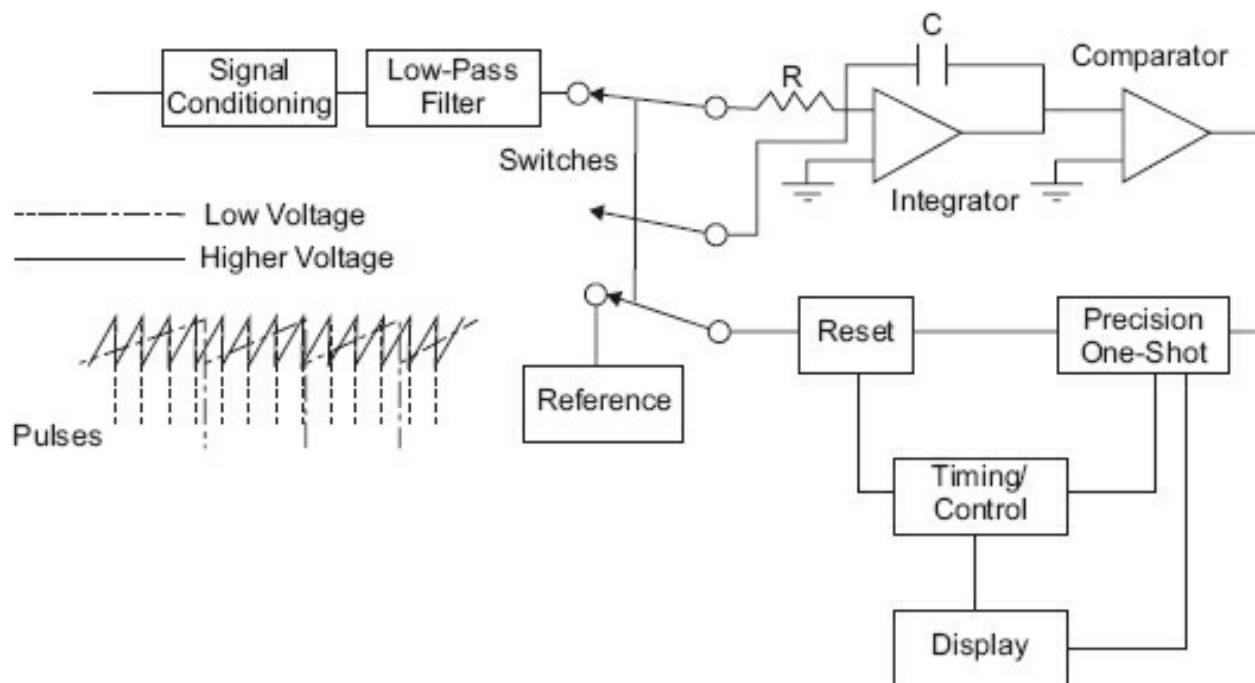 C
Signal
Conditioning
Low-Pass
Filter
R
Comparator
Switches
Integrator
Low Voltage
Higher Voltage
Reset
Precision
One-Shot
Reference
Pulses
Timing/
Control
Display